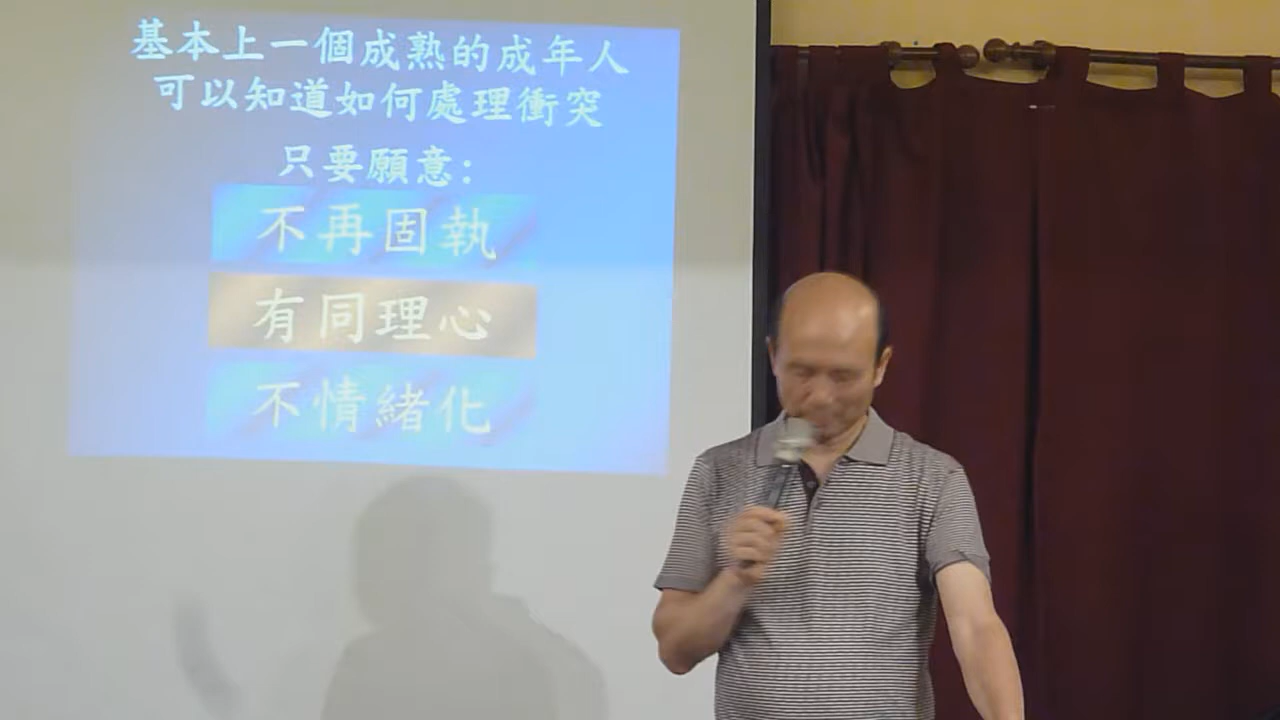 基本上一個成熟的成年人
可以知道如何處理衝突
只要願意:
不再固執
有同理心
不情緒化